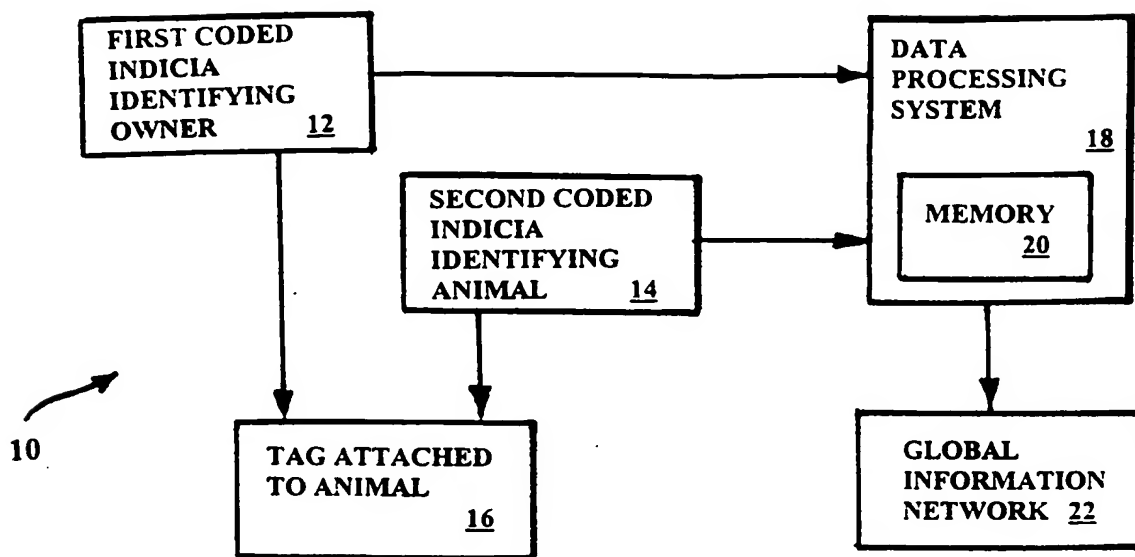 FIRST CODED
INDICIA
IDENTIFYING
OWNER 12
DATA
PROCESSING
SYSTEM
18
MEMORY
20
SECOND CODED
INDICIA
IDENTIFYING
ANIMAL 14
10
TAG ATTACHED
TO ANIMAL
16
GLOBAL
INFORMATION
NETWORK 22